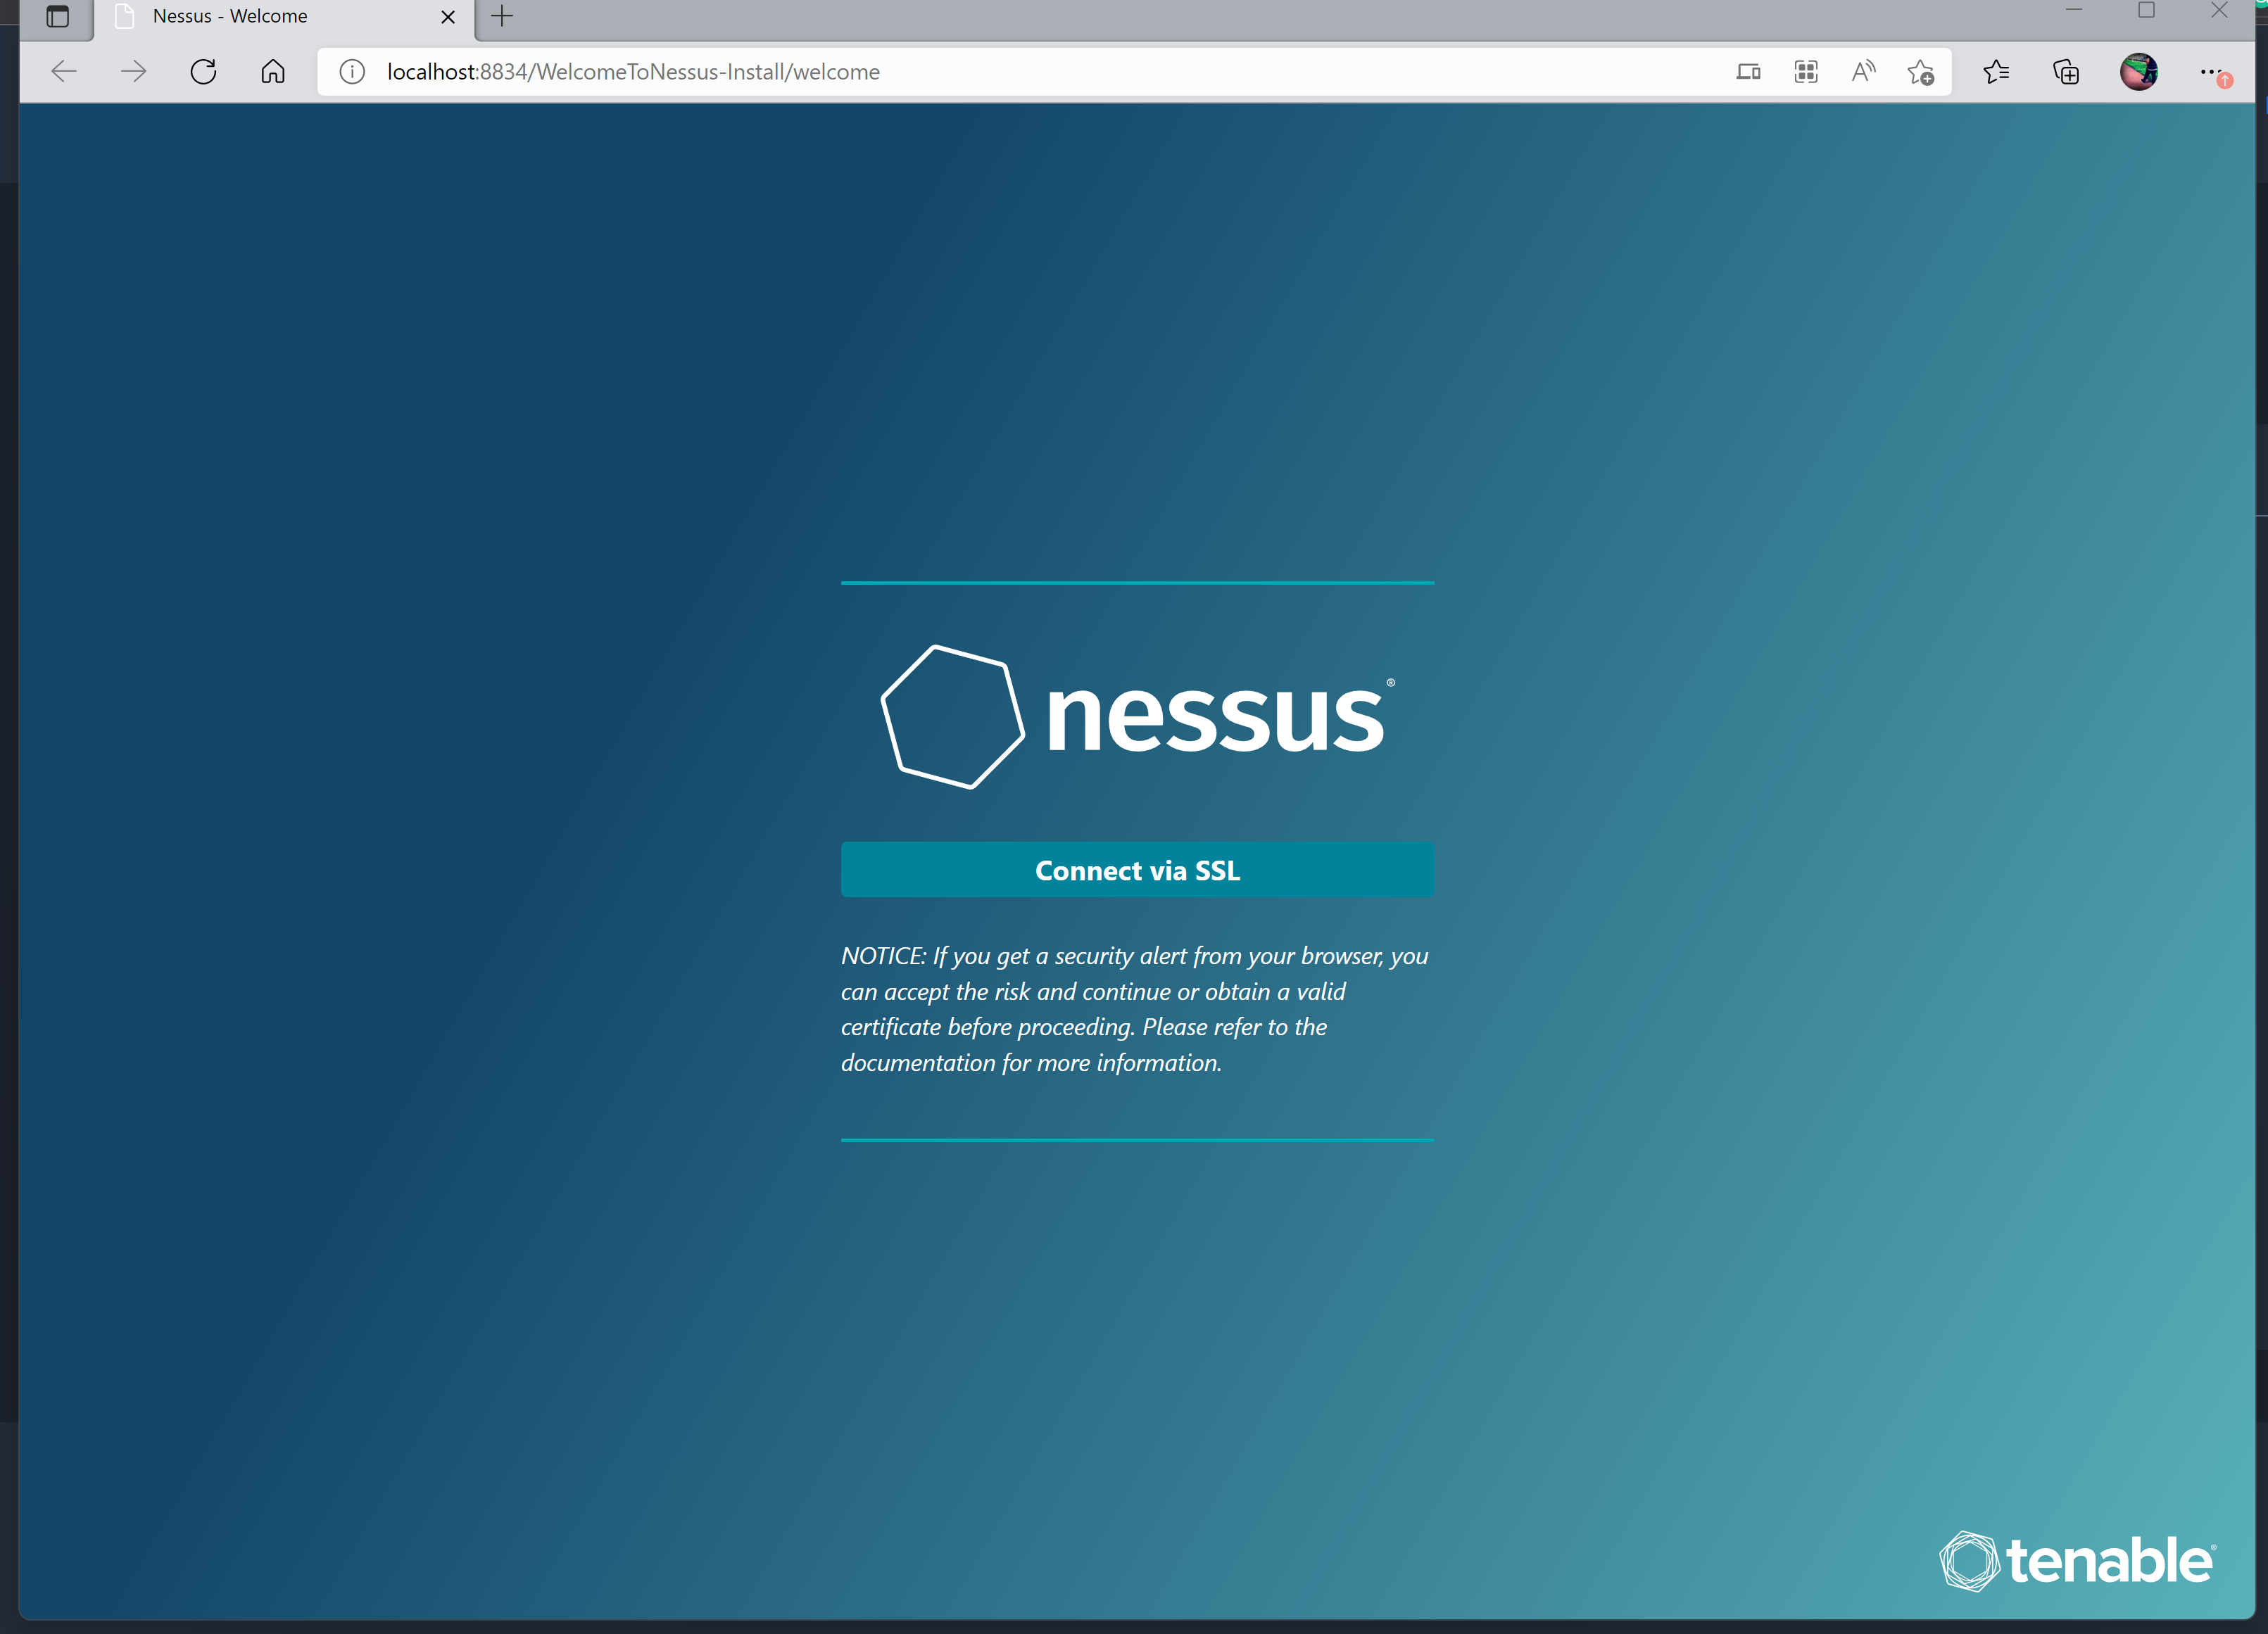 Nessus - Welcome
localhost:8834/WelcomeToNessus-Install/welcome
nessus®
Connect via SSL
NOTICE: If you get a security alert from your browser, you
can accept the risk and continue or obtain a valid
certificate before proceeding. Please refer to the
documentation for more information.
tenable®